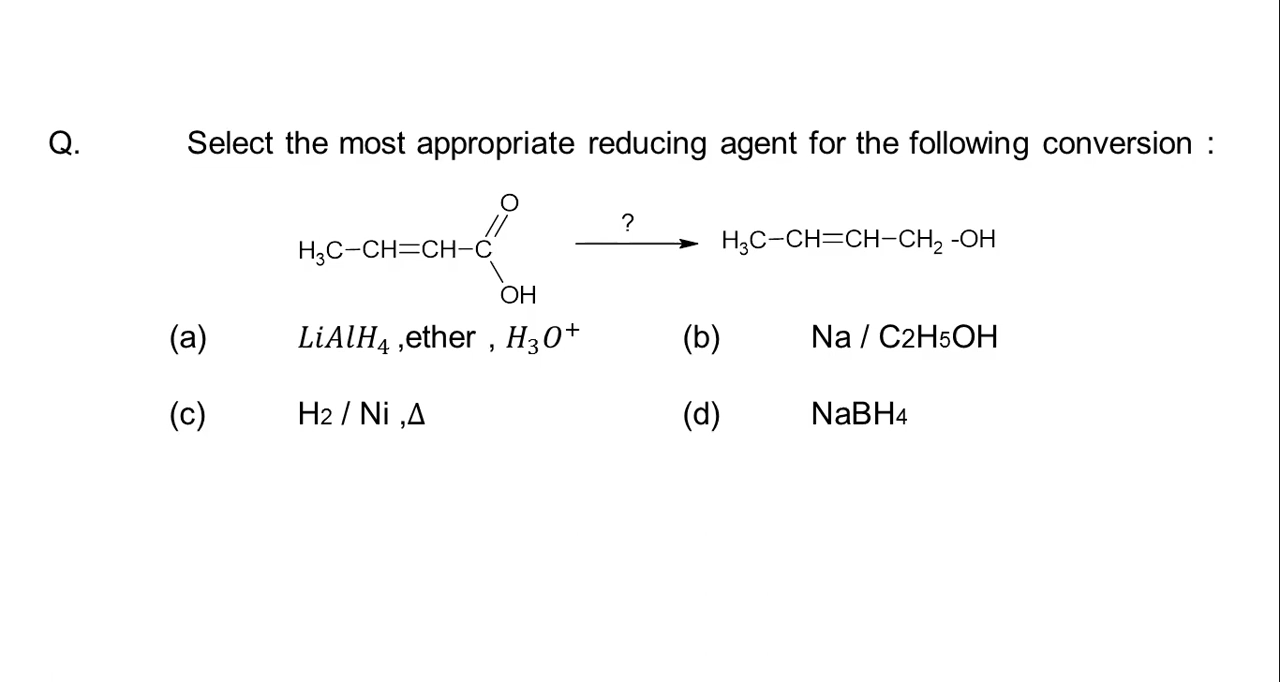 Q. Select the most appropriate reducing agent for the following conversion :
H₃C−CH=CH−C
O
OH
?
H₃C−CH=CH−CH₂ -OH
(a) LiAlH₄ ,ether , H₃O⁺ (b) Na / C2H5OH
(c) H2 / Ni ,Δ (d) NaBH4